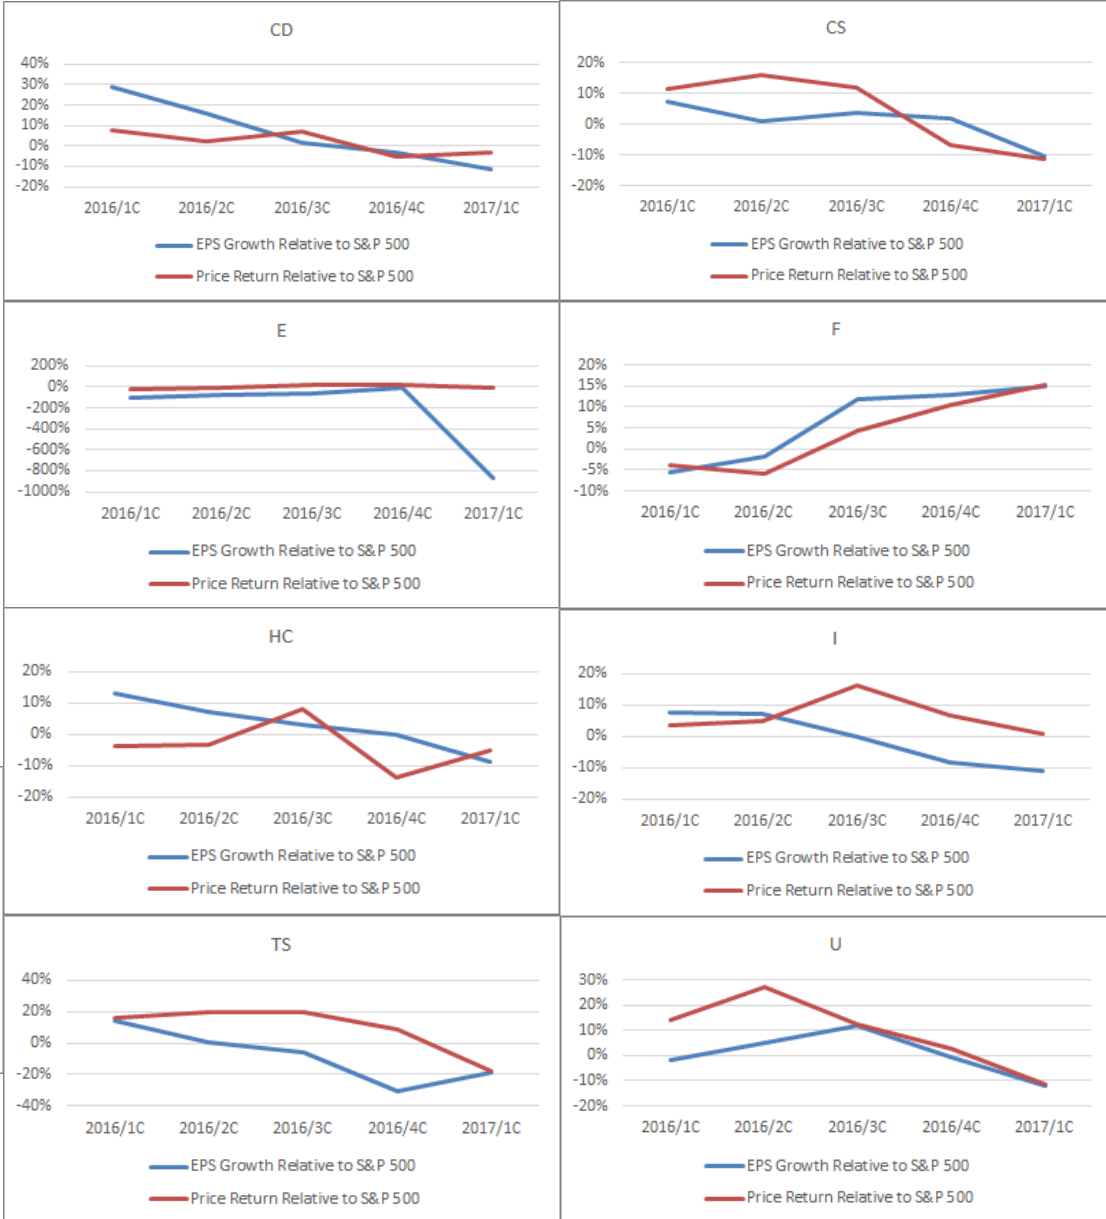 CD
40%
30%
20%
10%
0%
-10%
-20%
2016/1C 2016/2C 2016/3C 2016/4C 2017/1C
EPS Growth Relative to S&P 500
Price Return Relative to S&P 500
CS
20%
10%
0%
-10%
-20%
2016/1C 2016/2C 2016/3C 2016/4C 2017/1C
EPS Growth Relative to S&P 500
Price Return Relative to S&P 500
E
200%
0%
-200%
-400%
-600%
-800%
-1000%
2016/1C 2016/2C 2016/3C 2016/4C 2017/1C
EPS Growth Relative to S&P 500
Price Return Relative to S&P 500
F
20%
15%
10%
5%
0%
-5%
-10%
2016/1C 2016/2C 2016/3C 2016/4C 2017/1C
EPS Growth Relative to S&P 500
Price Return Relative to S&P 500
HC
20%
10%
0%
-10%
-20%
2016/1C 2016/2C 2016/3C 2016/4C 2017/1C
EPS Growth Relative to S&P 500
Price Return Relative to S&P 500
I
20%
10%
0%
-10%
-20%
2016/1C 2016/2C 2016/3C 2016/4C 2017/1C
EPS Growth Relative to S&P 500
Price Return Relative to S&P 500
TS
40%
20%
0%
-20%
-40%
2016/1C 2016/2C 2016/3C 2016/4C 2017/1C
EPS Growth Relative to S&P 500
Price Return Relative to S&P 500
U
30%
20%
10%
0%
-10%
-20%
2016/1C 2016/2C 2016/3C 2016/4C 2017/1C
EPS Growth Relative to S&P 500
Price Return Relative to S&P 500